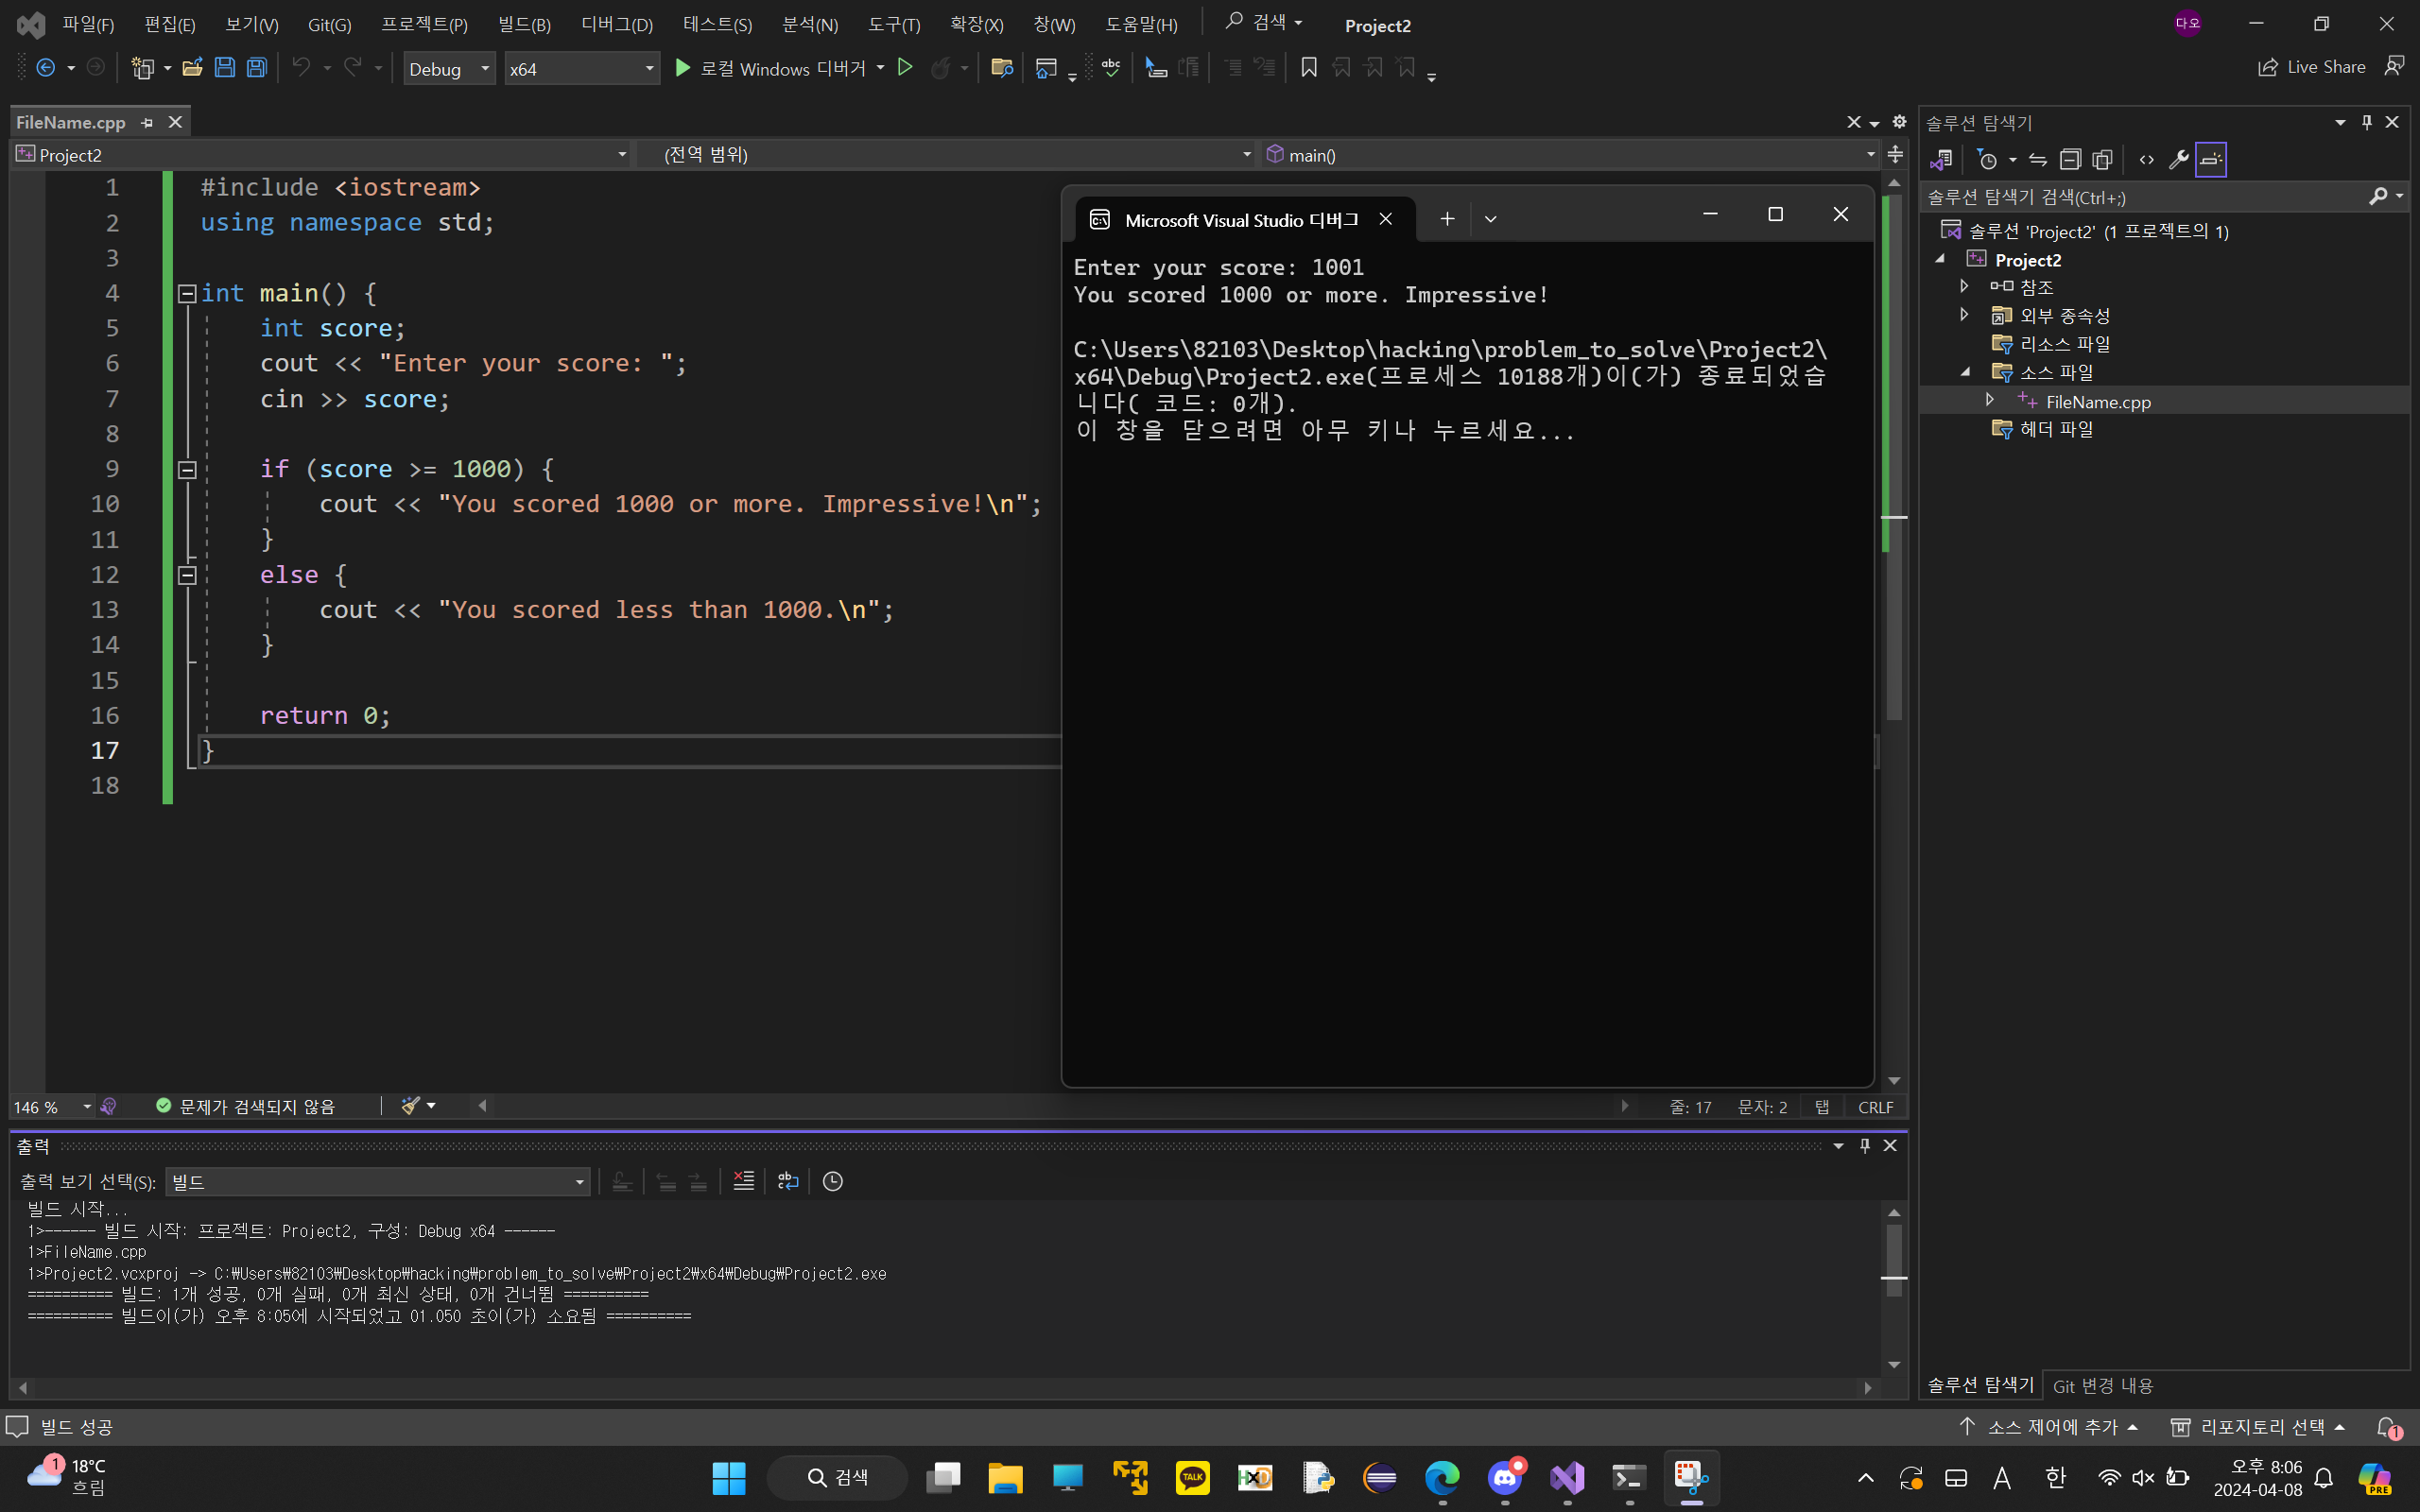 파일(F) 편집(E) 보기(V) Git(G) 프로젝트(P) 빌드(B) 디버그(D) 테스트(S) 분석(N) 도구(T) 확장(X) 창(W) 도움말(H) 검색 Project2 다오
Debug x64 로컬 Windows 디버거 abc Live Share
FileName.cpp
Project2 (전역 범위) main()
1 #include <iostream>
2 using namespace std;
3
4 int main() {
5 int score;
6 cout << "Enter your score: ";
7 cin >> score;
8
9 if (score >= 1000) {
10 cout << "You scored 1000 or more. Impressive!\n";
11 }
12 else {
13 cout << "You scored less than 1000.\n";
14 }
15
16 return 0;
17 }
18
Microsoft Visual Studio 디버그
Enter your score: 1001
You scored 1000 or more. Impressive!
C:\Users\82103\Desktop\hacking\problem_to_solve\Project2\
x64\Debug\Project2.exe(프로세스 10188개)이(가) 종료되었습
니다( 코드: 0개).
이 창을 닫으려면 아무 키나 누르세요...
솔루션 탐색기
솔루션 탐색기 검색(Ctrl+;)
솔루션 'Project2' (1 프로젝트의 1)
Project2
참조
외부 종속성
리소스 파일
소스 파일
FileName.cpp
헤더 파일
146 % 문제가 검색되지 않음 줄: 17 문자: 2 탭 CRLF
출력
출력 보기 선택(S): 빌드
빌드 시작...
1>------ 빌드 시작: 프로젝트: Project2, 구성: Debug x64 ------
1>FileName.cpp
1>Project2.vcxproj -> C:₩Users₩82103₩Desktop₩hacking₩problem_to_solve₩Project2₩x64₩Debug₩Project2.exe
========== 빌드: 1개 성공, 0개 실패, 0개 최신 상태, 0개 건너뜀 ==========
========== 빌드이(가) 오후 8:05에 시작되었고 01.050 초이(가) 소요됨 ==========
솔루션 탐색기 Git 변경 내용
빌드 성공 소스 제어에 추가 리포지토리 선택 1
1 18°C
흐림
검색
TALK
HXD
A 한
오후 8:06
2024-04-08
PRE